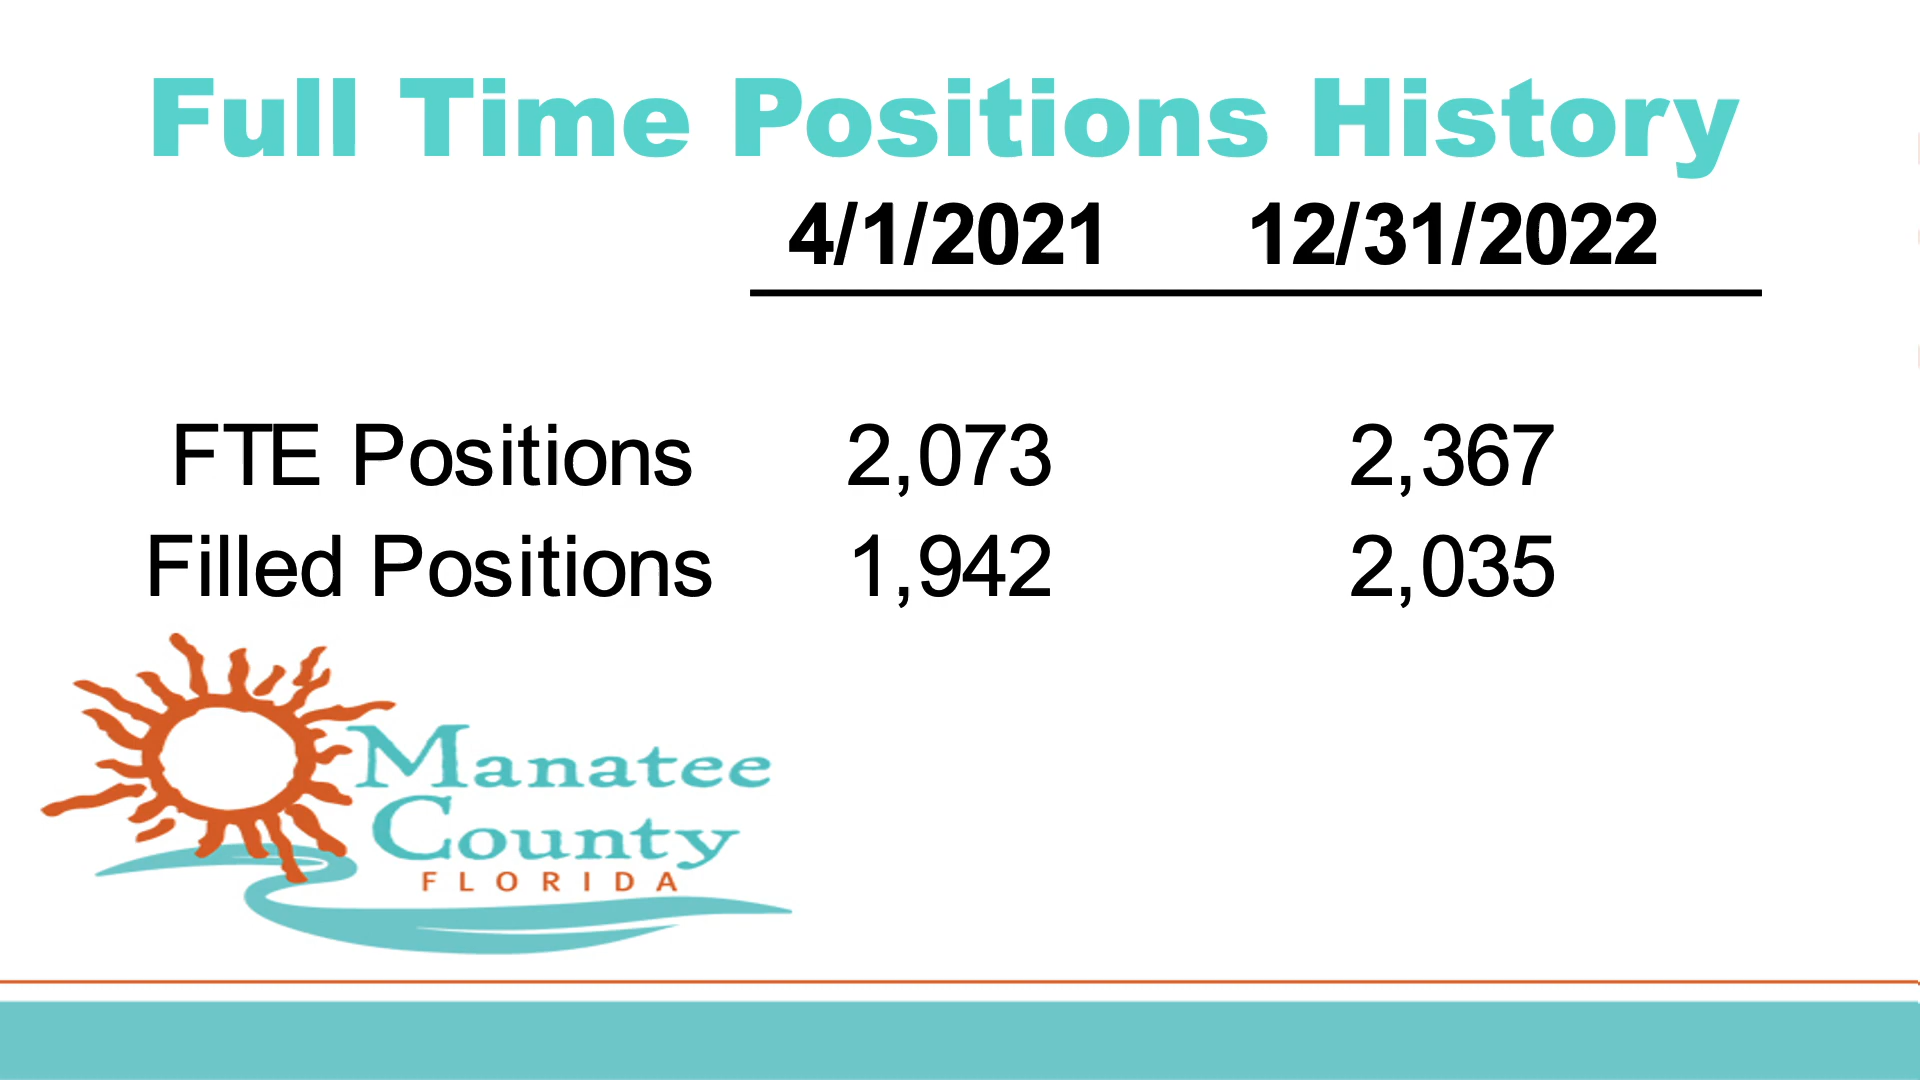 Full Time Positions History
4/1/2021 12/31/2022
FTE Positions 2,073 2,367
Filled Positions 1,942 2,035
Manatee
County
FLORIDA